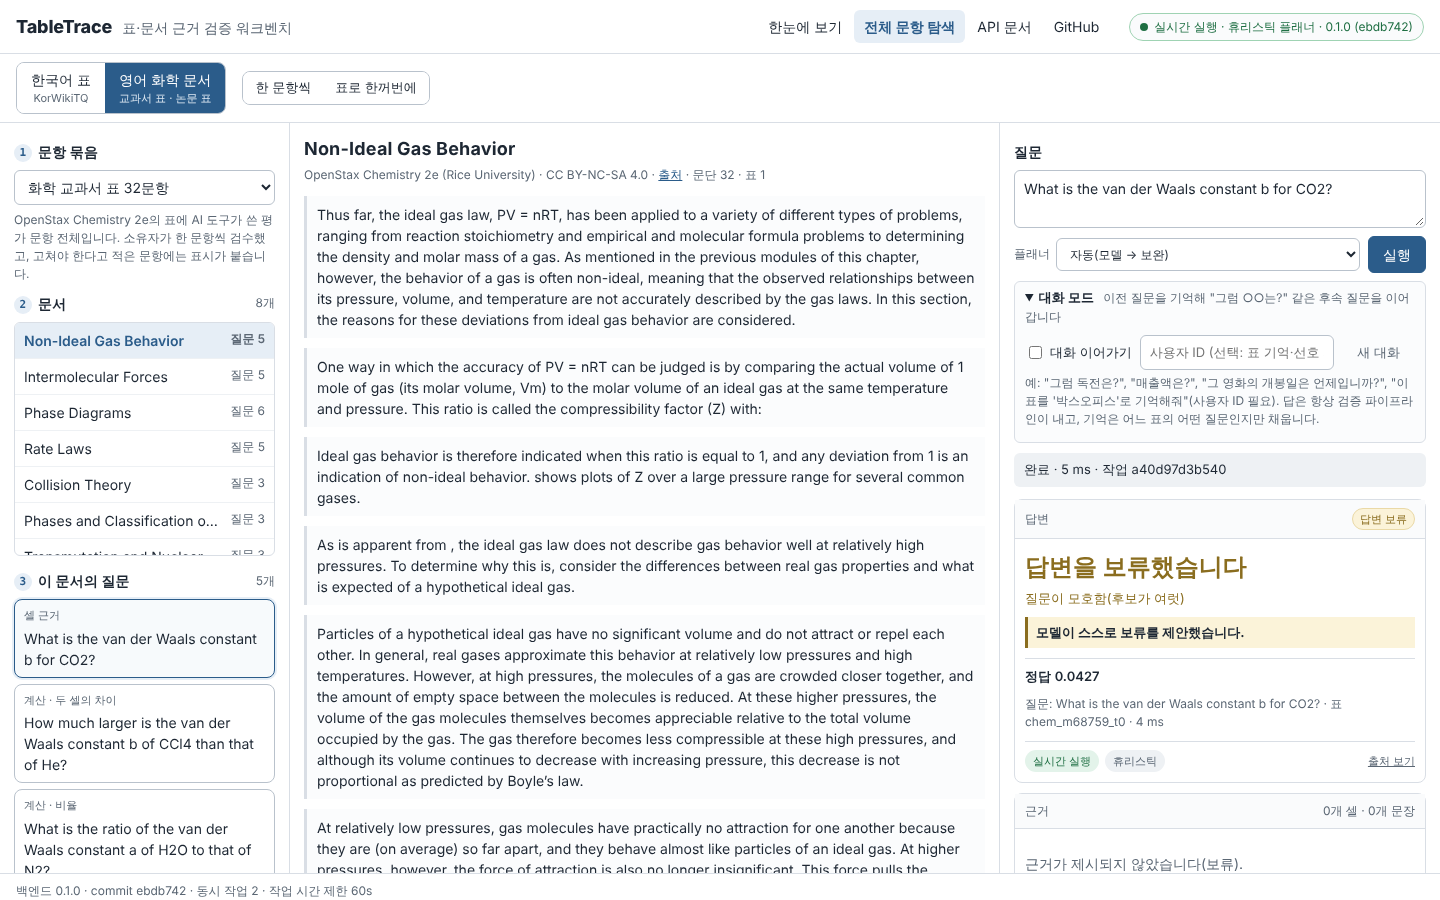 TableTrace 표·문서 근거 검증 워크벤치
한눈에 보기
전체 문항 탐색
API 문서
GitHub
실시간 실행 · 휴리스틱 플래너 · 0.1.0 (ebdb742)
한국어 표
KorWikiTQ
영어 화학 문서
교과서 표 · 논문 표
한 문항씩
표로 한꺼번에
1 문항 묶음
화학 교과서 표 32문항
OpenStax Chemistry 2e의 표에 AI 도구가 쓴 평
가 문항 전체입니다. 소유자가 한 문항씩 검수했
고, 고쳐야 한다고 적은 문항에는 표시가 붙습니
다.
2 문서 8개
Non-Ideal Gas Behavior 질문 5
Intermolecular Forces 질문 5
Phase Diagrams 질문 6
Rate Laws 질문 5
Collision Theory 질문 3
Phases and Classification o... 질문 3
Transmutation and Nuclear 질문 3
3 이 문서의 질문 5개
셀 근거
What is the van der Waals constant
b for CO2?
계산 · 두 셀의 차이
How much larger is the van der
Waals constant b of CCl4 than that
of He?
계산 · 비율
What is the ratio of the van der
Waals constant a of H2O to that of
N2?
Non-Ideal Gas Behavior
OpenStax Chemistry 2e (Rice University) · CC BY-NC-SA 4.0 · 출처 · 문단 32 · 표 1
Thus far, the ideal gas law, PV = nRT, has been applied to a variety of different types of problems,
ranging from reaction stoichiometry and empirical and molecular formula problems to determining
the density and molar mass of a gas. As mentioned in the previous modules of this chapter,
however, the behavior of a gas is often non-ideal, meaning that the observed relationships between
its pressure, volume, and temperature are not accurately described by the gas laws. In this section,
the reasons for these deviations from ideal gas behavior are considered.
One way in which the accuracy of PV = nRT can be judged is by comparing the actual volume of 1
mole of gas (its molar volume, Vm) to the molar volume of an ideal gas at the same temperature
and pressure. This ratio is called the compressibility factor (Z) with:
Ideal gas behavior is therefore indicated when this ratio is equal to 1, and any deviation from 1 is an
indication of non-ideal behavior. shows plots of Z over a large pressure range for several common
gases.
As is apparent from , the ideal gas law does not describe gas behavior well at relatively high
pressures. To determine why this is, consider the differences between real gas properties and what
is expected of a hypothetical ideal gas.
Particles of a hypothetical ideal gas have no significant volume and do not attract or repel each
other. In general, real gases approximate this behavior at relatively low pressures and high
temperatures. However, at high pressures, the molecules of a gas are crowded closer together, and
the amount of empty space between the molecules is reduced. At these higher pressures, the
volume of the gas molecules themselves becomes appreciable relative to the total volume
occupied by the gas. The gas therefore becomes less compressible at these high pressures, and
although its volume continues to decrease with increasing pressure, this decrease is not
proportional as predicted by Boyle’s law.
At relatively low pressures, gas molecules have practically no attraction for one another because
they are (on average) so far apart, and they behave almost like particles of an ideal gas. At higher
pressures, however, the force of attraction is also no longer insignificant. This force pulls the
질문
What is the van der Waals constant b for CO2?
플래너
자동(모델 → 보완)
실행
▼ 대화 모드 이전 질문을 기억해 "그럼 ○○는?" 같은 후속 질문을 이어
갑니다
대화 이어가기
사용자 ID (선택: 표 기억·선호
새 대화
예: "그럼 독전은?", "매출액은?", "그 영화의 개봉일은 언제입니까?", "이
표를 '박스오피스'로 기억해줘"(사용자 ID 필요). 답은 항상 검증 파이프라
인이 내고, 기억은 어느 표의 어떤 질문인지만 채웁니다.
완료 · 5 ms · 작업 a40d97d3b540
답변
답변 보류
답변을 보류했습니다
질문이 모호함(후보가 여럿)
모델이 스스로 보류를 제안했습니다.
정답 0.0427
질문: What is the van der Waals constant b for CO2? · 표
chem_m68759_t0 · 4 ms
실시간 실행
휴리스틱
출처 보기
근거
0개 셀 · 0개 문장
근거가 제시되지 않았습니다(보류).
백엔드 0.1.0 · commit ebdb742 · 동시 작업 2 · 작업 시간 제한 60s